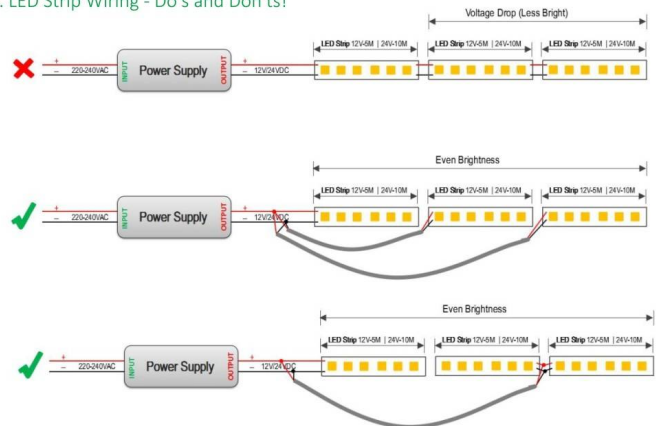 . LED Strip Wiring - Do's and Don'ts!
Voltage Drop (Less Bright)
LED Strip 12V-5M | 24V-10M
LED Strip 12V-5M | 24V-10M
LED Strip 12V-5M | 24V-10M
+
–
220-240VAC
INPUT
Power Supply
OUTPUT
+
–
12V/24VDC
Even Brightness
LED Strip 12V-5M | 24V-10M
LED Strip 12V-5M | 24V-10M
LED Strip 12V-5M | 24V-10M
+
–
220-240VAC
INPUT
Power Supply
OUTPUT
+
–
12V/24VDC
Even Brightness
LED Strip 12V-5M | 24V-10M
LED Strip 12V-5M | 24V-10M
LED Strip 12V-5M | 24V-10M
+
–
220-240VAC
INPUT
Power Supply
OUTPUT
+
–
12V/24VDC